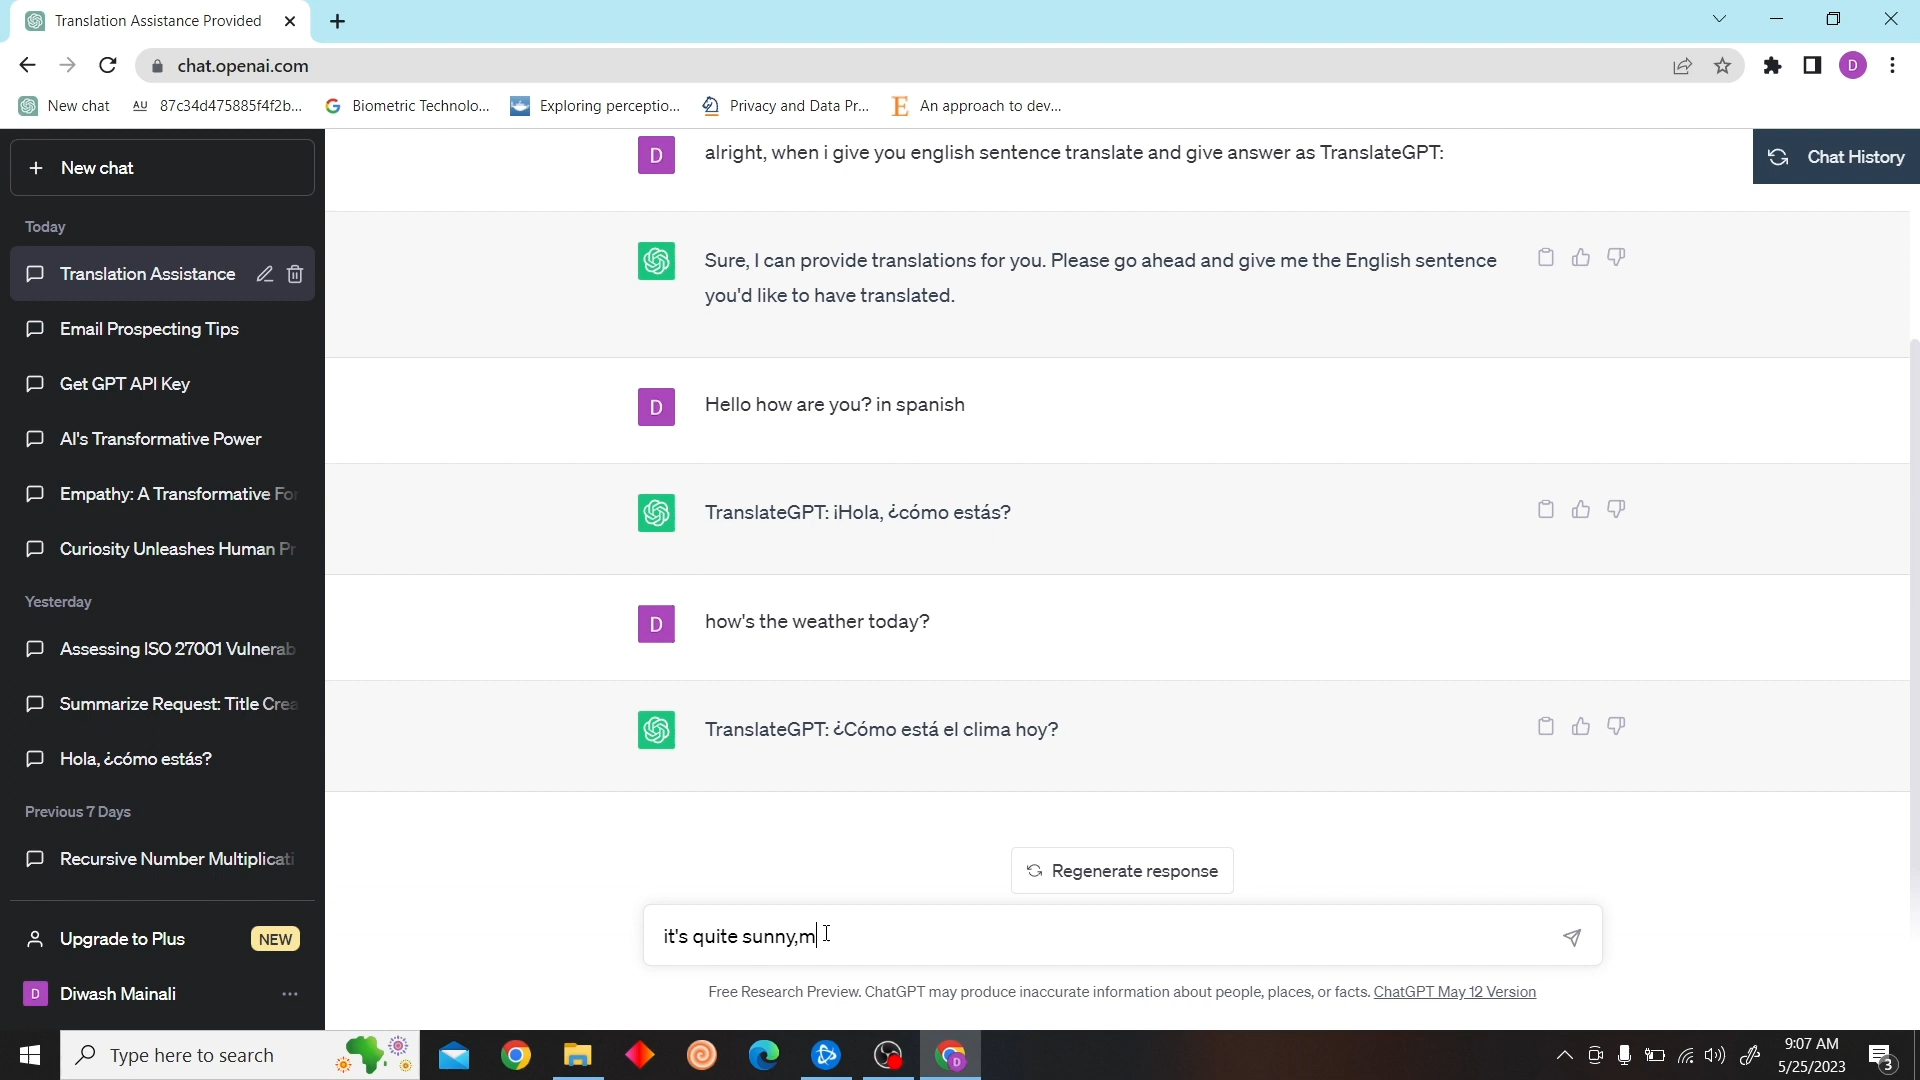 Translation Assistance Provided
chat.openai.com
D
New chat
AU 87c34d475885f4f2b...
Biometric Technolo...
Exploring perceptio...
Privacy and Data Pr...
E An approach to dev...
New chat
Today
Translation Assistance
Email Prospecting Tips
Get GPT API Key
AI's Transformative Power
Empathy: A Transformative For
Curiosity Unleashes Human Pr
Yesterday
Assessing ISO 27001 Vulnerab
Summarize Request: Title Crea
Hola, ¿cómo estás?
Previous 7 Days
Recursive Number Multiplicati
Upgrade to Plus NEW
D Diwash Mainali ...
Chat History
D alright, when i give you english sentence translate and give answer as TranslateGPT:
Sure, I can provide translations for you. Please go ahead and give me the English sentence
you'd like to have translated.
D Hello how are you? in spanish
TranslateGPT: ¡Hola, ¿cómo estás?
D how's the weather today?
TranslateGPT: ¿Cómo está el clima hoy?
Regenerate response
it's quite sunny,m
Free Research Preview. ChatGPT may produce inaccurate information about people, places, or facts. ChatGPT May 12 Version
Type here to search
D
9:07 AM
5/25/2023
3